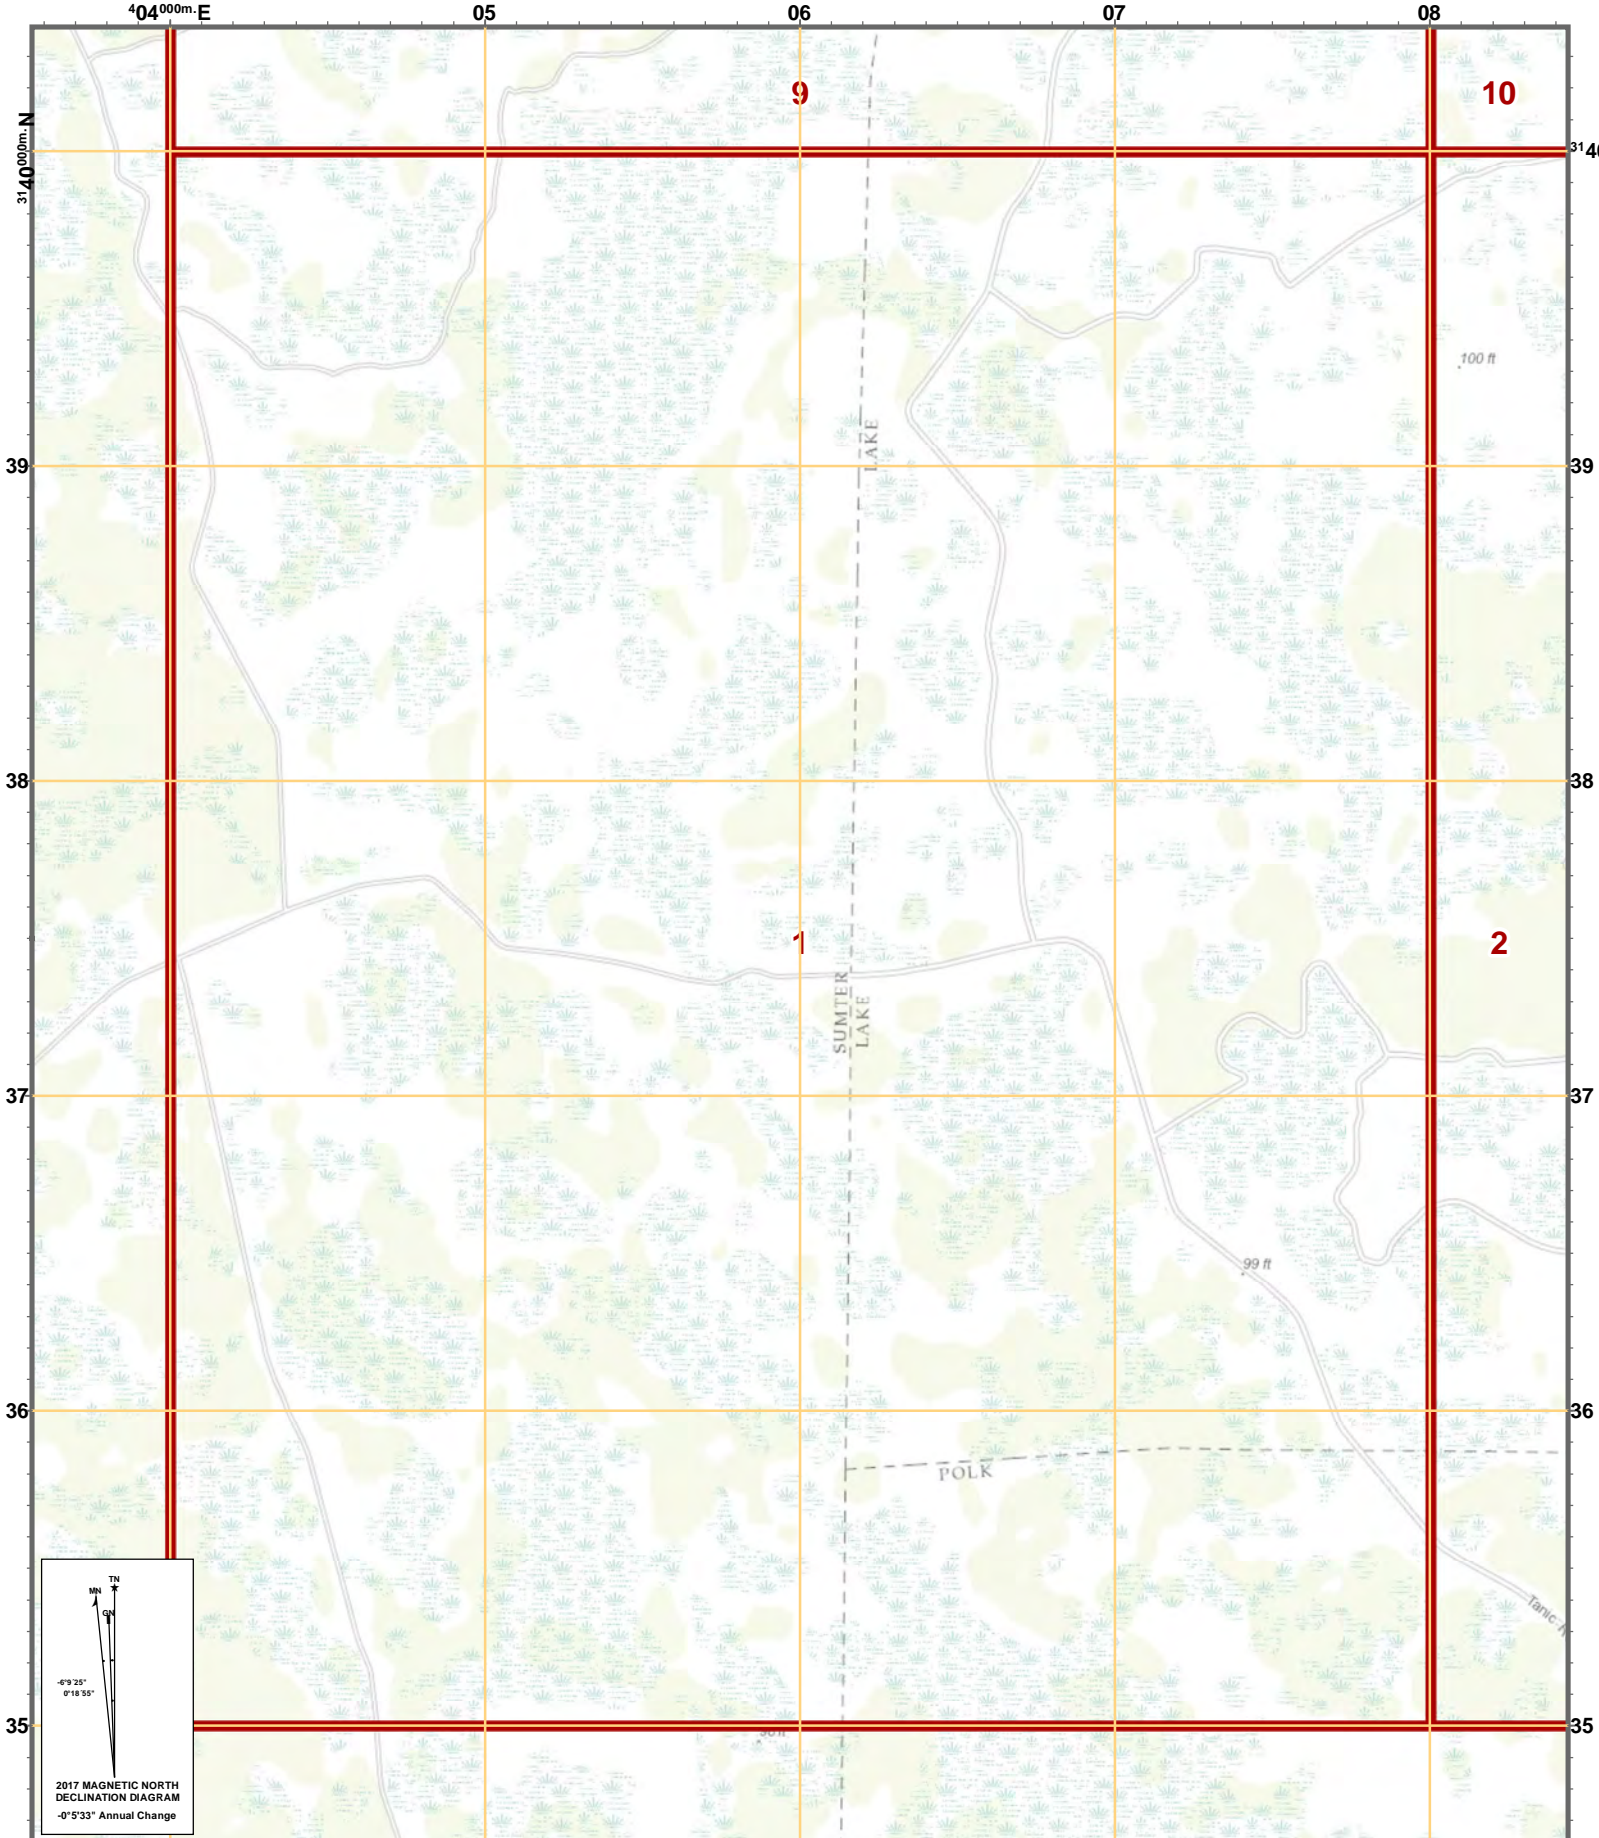 404000m.E 05 06 07 08
9 10
3140000m.N
3140
100 ft
LAKE
39 39
38 38
1 2
SUMTER
LAKE
37 37
99 ft
36 36
POLK
Tanic
35 35
TN
MN
GN
-6°9'25"
0°18'55"
2017 MAGNETIC NORTH
DECLINATION DIAGRAM
-0°5'33" Annual Change